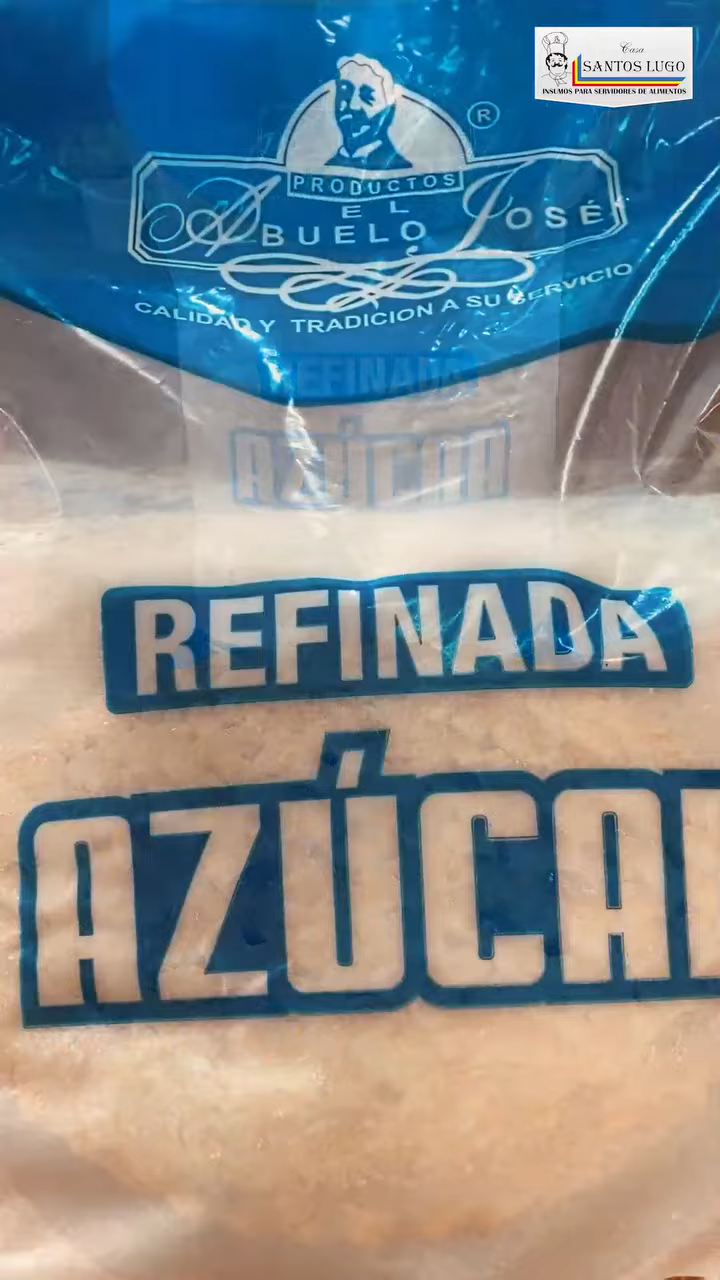 Casa
SANTOS LUGO
INSUMOS PARA SERVIDORES DE ALIMENTOS
®
PRODUCTOS
EL
ABUELO JOSÉ
CALIDAD Y TRADICION A SU SERVICIO
REFINADA
AZÚCAR
REFINADA
AZÚCA